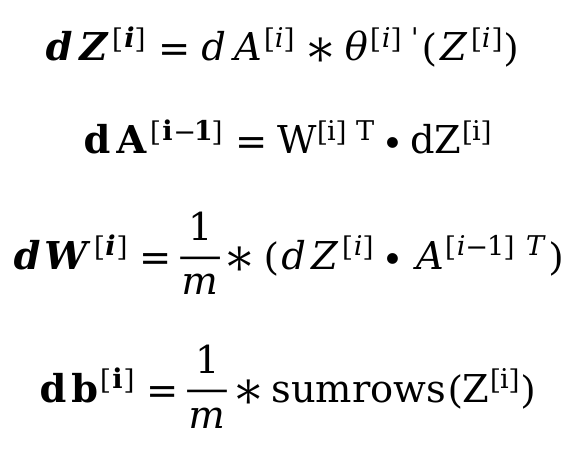 dZ^[i] = dA^[i] * θ^[i] '(Z^[i])
dA^[i−1] = W^[i] T • dZ^[i]
dW^[i] = 1/m * (dZ^[i] • A^[i−1] T)
db^[i] = 1/m * sumrows(Z^[i])